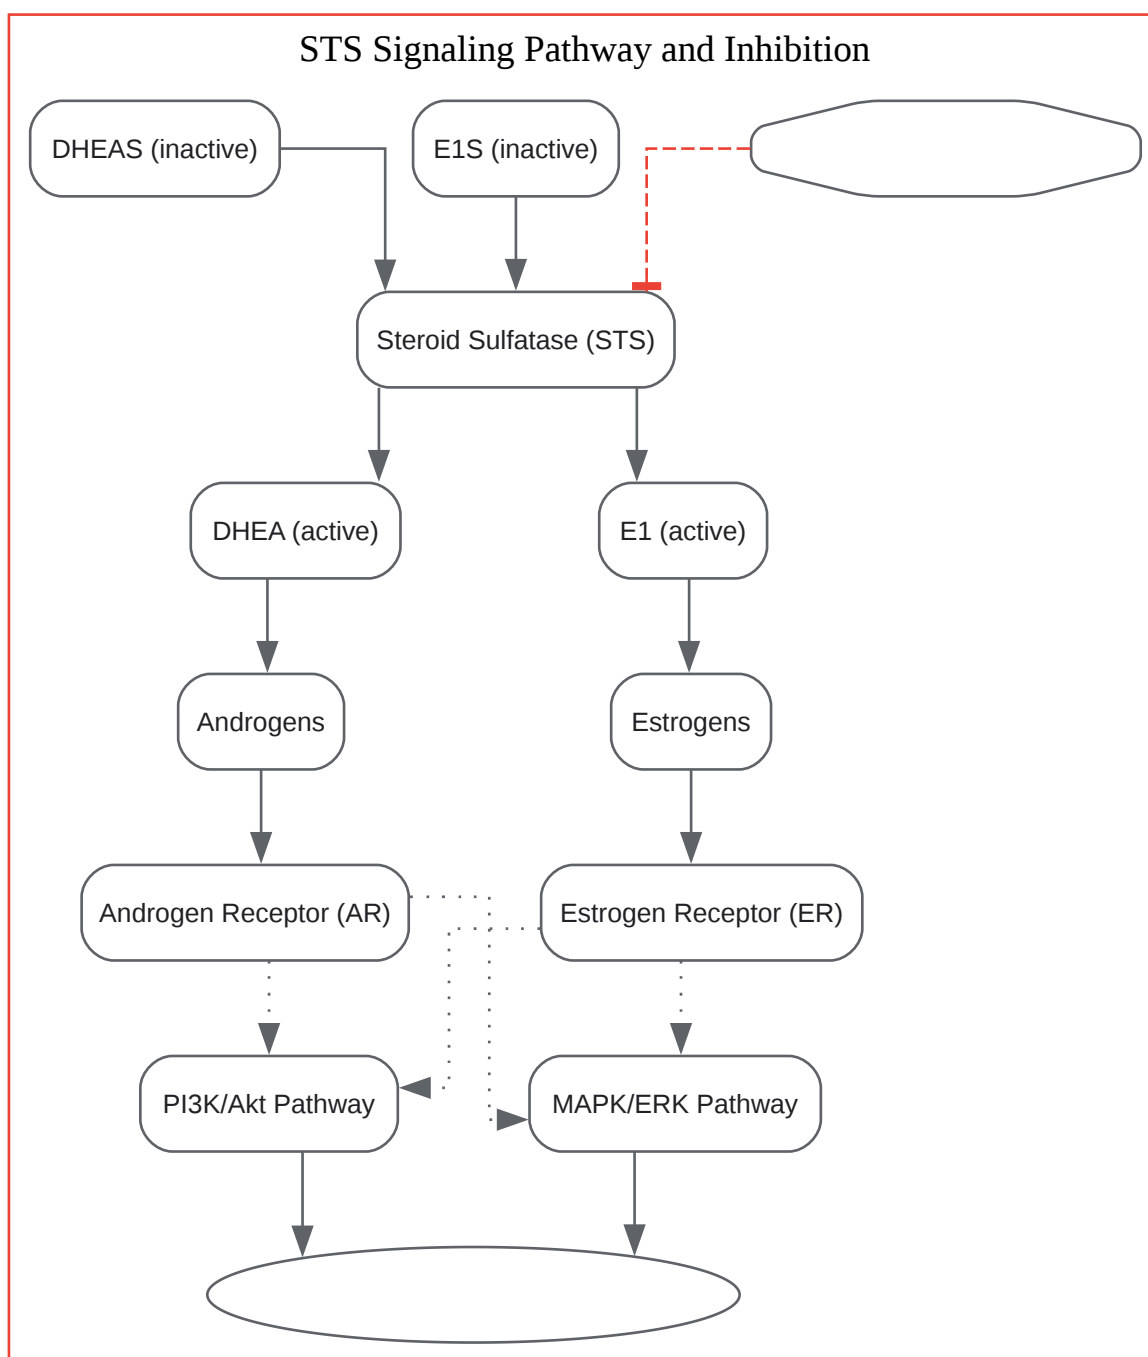 STS Signaling Pathway and Inhibition
DHEAS (inactive)
E1S (inactive)
Steroid Sulfatase (STS)
DHEA (active)
E1 (active)
Androgens
Estrogens
Androgen Receptor (AR)
Estrogen Receptor (ER)
PI3K/Akt Pathway
MAPK/ERK Pathway